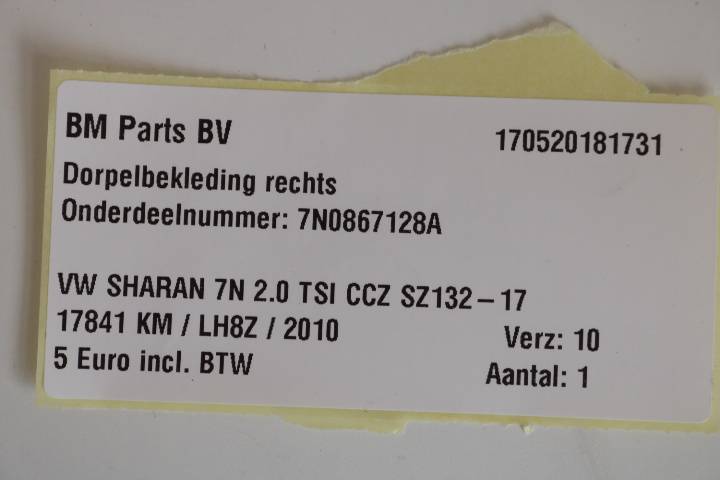 BM Parts BV 170520181731
Dorpelbekleding rechts
Onderdeelnummer: 7N0867128A
VW SHARAN 7N 2.0 TSI CCZ SZ132-17
17841 KM / LH8Z / 2010 Verz: 10
5 Euro incl. BTW Aantal: 1